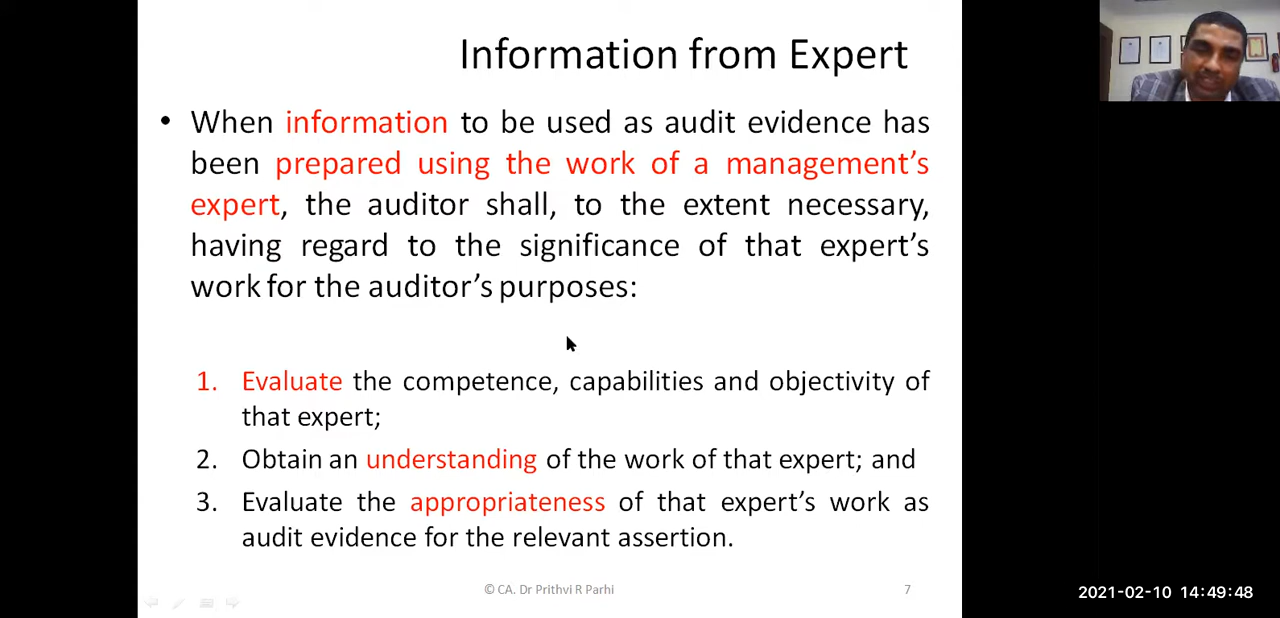 Information from Expert
• When information to be used as audit evidence has
been prepared using the work of a management’s
expert, the auditor shall, to the extent necessary,
having regard to the significance of that expert’s
work for the auditor’s purposes:
1. Evaluate the competence, capabilities and objectivity of
that expert;
2. Obtain an understanding of the work of that expert; and
3. Evaluate the appropriateness of that expert’s work as
audit evidence for the relevant assertion.
© CA. Dr Prithvi R Parhi
7
2021-02-10 14:49:48